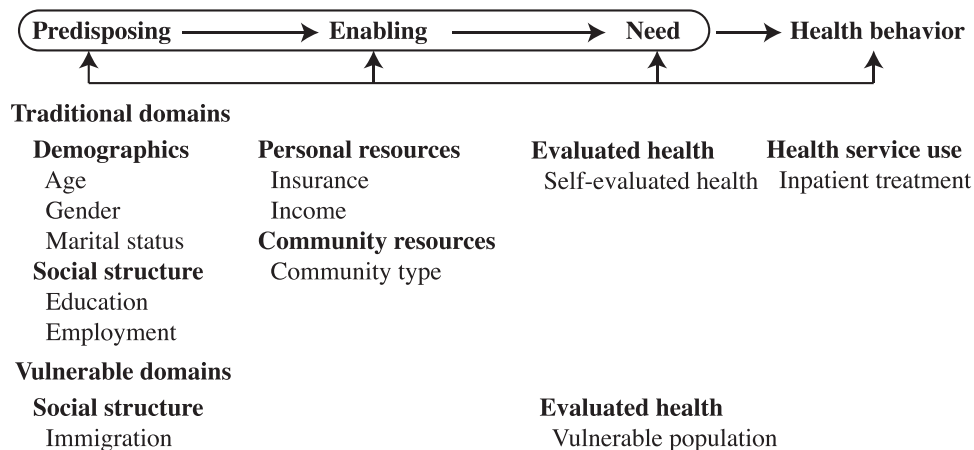 Predisposing Enabling Need Health behavior
Traditional domains
Demographics Personal resources Evaluated health Health service use
Age Insurance Self-evaluated health Inpatient treatment
Gender Income
Marital status Community resources
Social structure Community type
Education
Employment
Vulnerable domains
Social structure Evaluated health
Immigration Vulnerable population